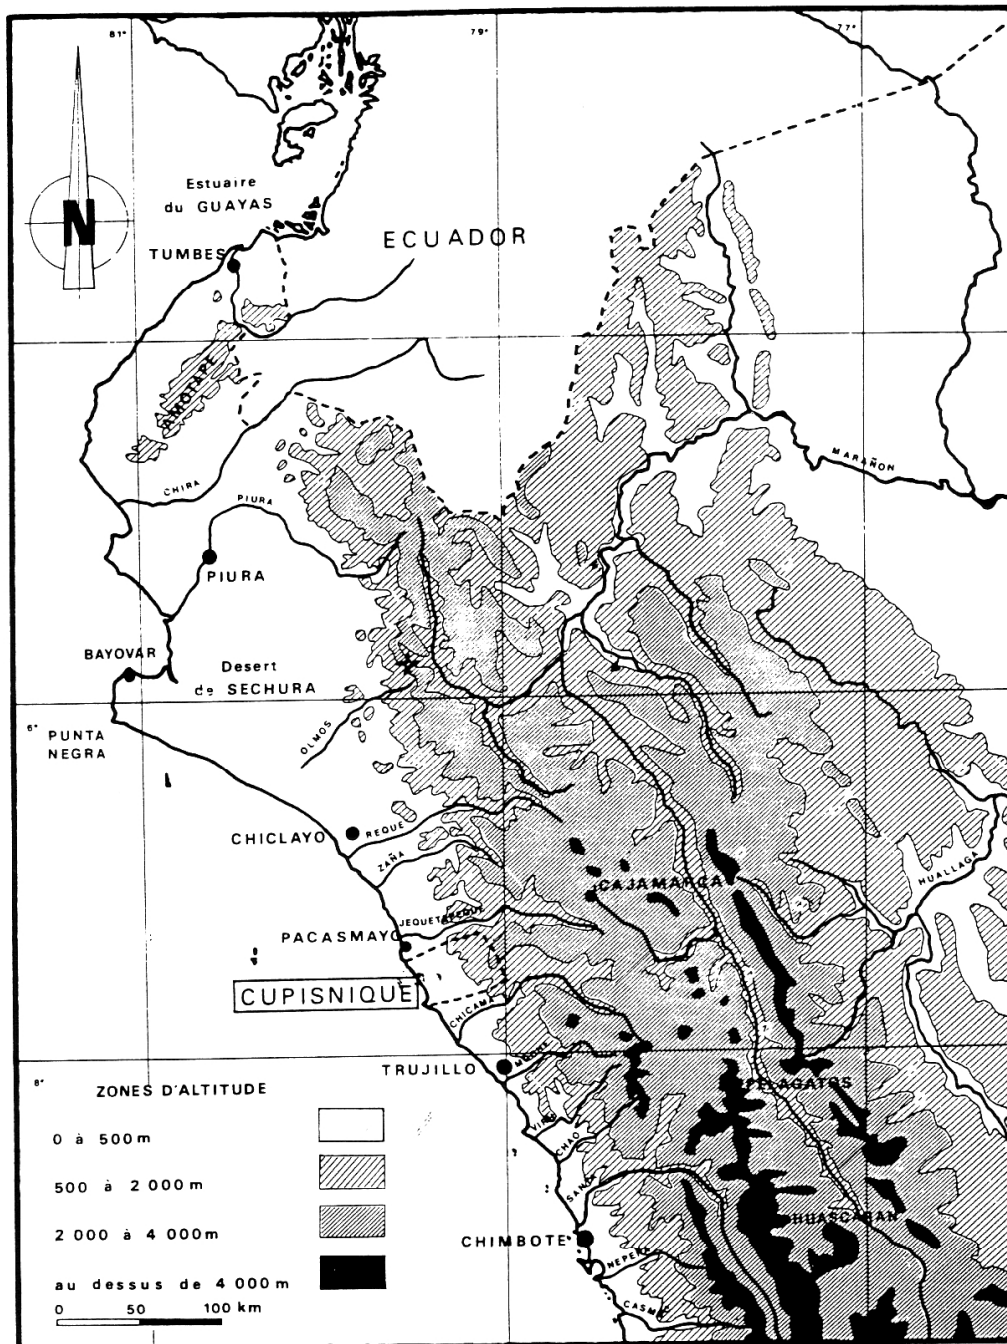 81°
79°
77°
N
Estuaire
du GUAYAS
TUMBES
ECUADOR
AMOTAPE
CHIRA
PIURA
MARAÑON
PIURA
BAYOVAR
Desert
de SECHURA
6°
PUNTA
NEGRA
OLMOS
CHICLAYO
REQUE
ZAÑA
CAJAMARCA
HUALLAGA
JEQUETEPEQUE
PACASMAYO
CUPISNIQUE
CHICAMA
8°
TRUJILLO
MOCHE
PELAGATOS
ZONES D'ALTITUDE
0 à 500m
VIRU
CHAO
500 à 2 000m
SANTA
2 000 à 4 000m
HUASCARAN
CHIMBOTE
NEPEÑA
au dessus de 4 000 m
CASMA
0 50 100 km